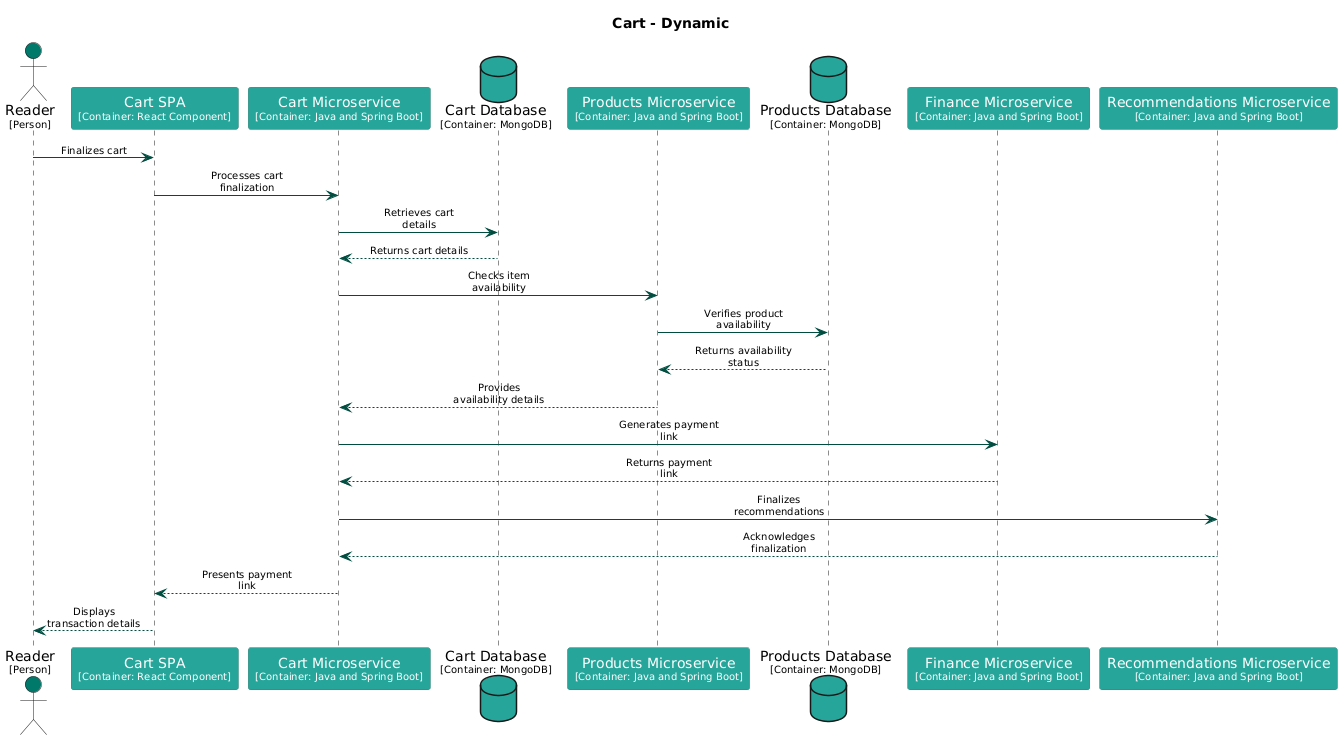 Cart - Dynamic
Reader
[Person]
Cart SPA
[Container: React Component]
Cart Microservice
[Container: Java and Spring Boot]
Cart Database
[Container: MongoDB]
Products Microservice
[Container: Java and Spring Boot]
Products Database
[Container: MongoDB]
Finance Microservice
[Container: Java and Spring Boot]
Recommendations Microservice
[Container: Java and Spring Boot]
Finalizes cart
Processes cart
finalization
Retrieves cart
details
Returns cart details
Checks item
availability
Verifies product
availability
Returns availability
status
Provides
availability details
Generates payment
link
Returns payment
link
Finalizes
recommendations
Acknowledges
finalization
Presents payment
link
Displays
transaction details
Reader
[Person]
Cart SPA
[Container: React Component]
Cart Microservice
[Container: Java and Spring Boot]
Cart Database
[Container: MongoDB]
Products Microservice
[Container: Java and Spring Boot]
Products Database
[Container: MongoDB]
Finance Microservice
[Container: Java and Spring Boot]
Recommendations Microservice
[Container: Java and Spring Boot]